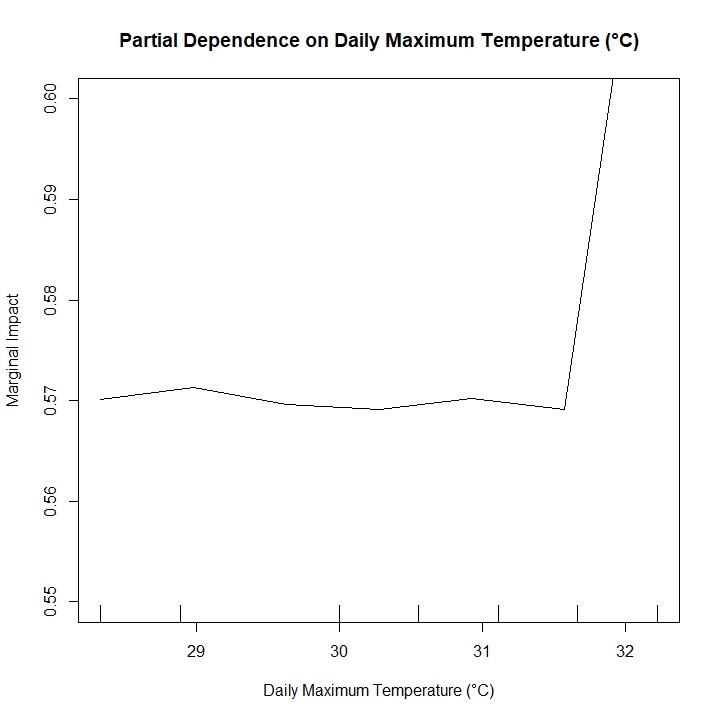 Partial Dependence on Daily Maximum Temperature (°C)
0.60
0.59
0.58
0.57
0.56
0.55
Marginal Impact
29 30 31 32
Daily Maximum Temperature (°C)